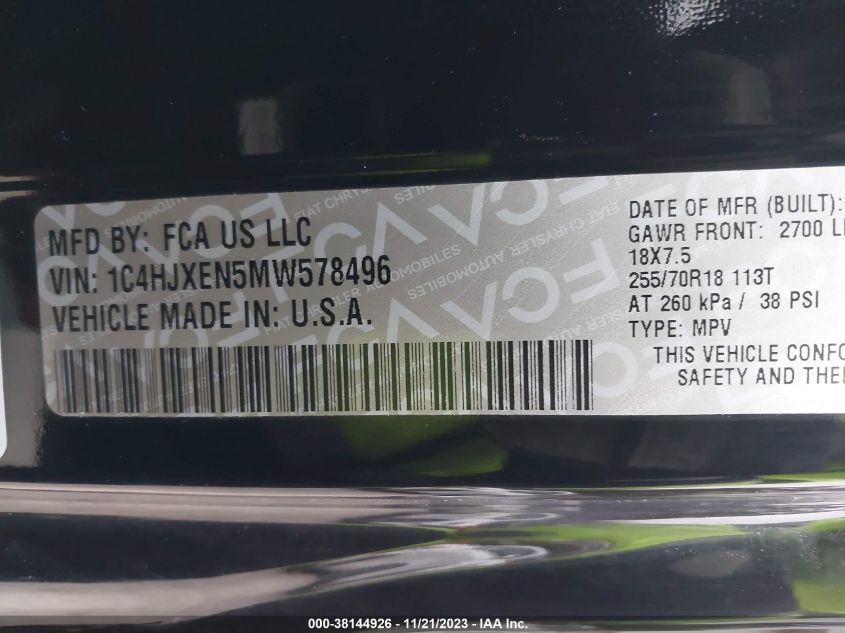 MFD BY: FCA US LLC
VIN: 1C4HJXEN5MW578496
VEHICLE MADE IN: U.S.A.
DATE OF MFR (BUILT):
GAWR FRONT: 2700
18X7.5
255/70R18 113T
AT 260 kPa / 38 PSI
TYPE: MPV
THIS VEHICLE
SAFETY AND
000-38144926 - 11/21/2023 - IAA Inc.